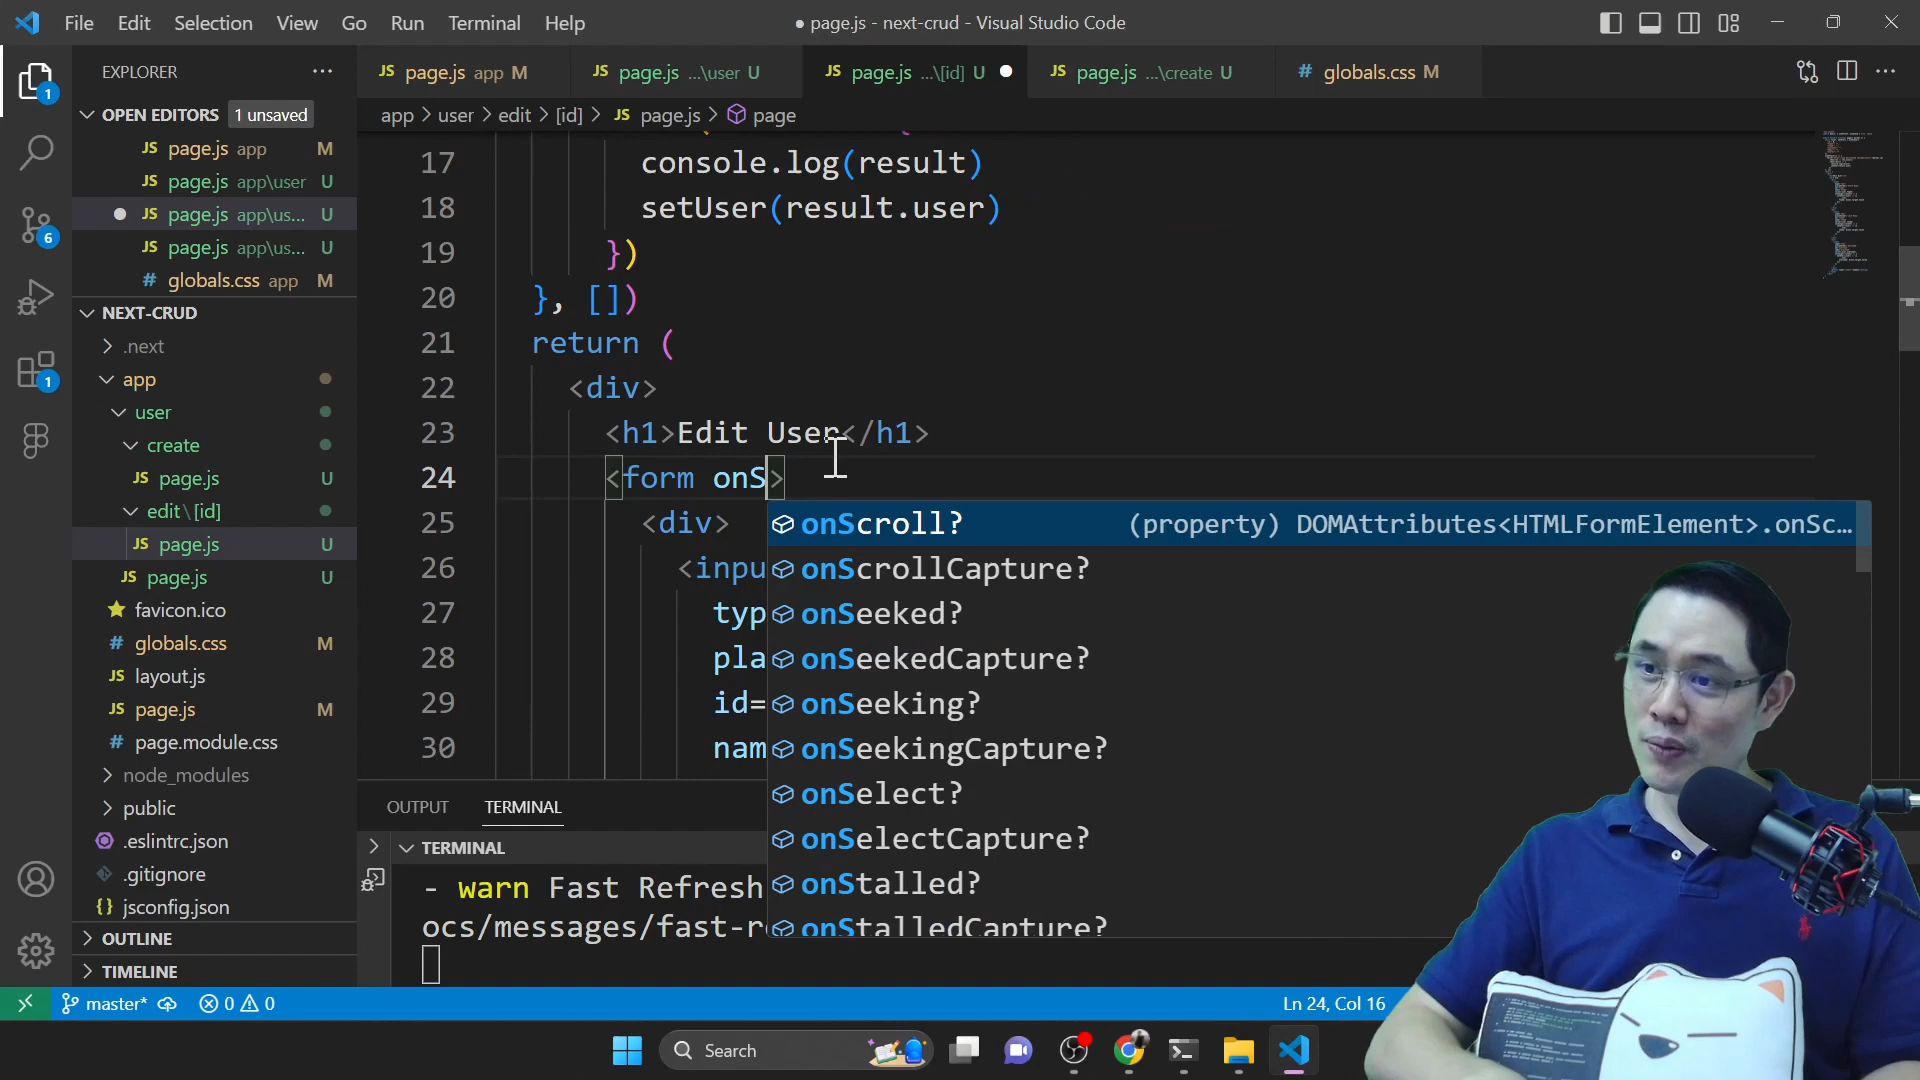 File Edit Selection View Go Run Terminal Help
● page.js - next-crud - Visual Studio Code
EXPLORER
OPEN EDITORS 1 unsaved
JS page.js app M
JS page.js app\user U
JS page.js app\us... U
JS page.js app\us... U
# globals.css app M
NEXT-CRUD
.next
app
user
create
JS page.js U
edit\[id]
JS page.js U
JS page.js U
favicon.ico
# globals.css M
JS layout.js
JS page.js M
# page.module.css
node_modules
public
.eslintrc.json
.gitignore
{} jsconfig.json
OUTLINE
TIMELINE
1
6
1
JS page.js app M
JS page.js ...\user U
JS page.js ...\[id] U
JS page.js ...\create U
# globals.css M
app > user > edit > [id] > JS page.js > page
17 console.log(result)
18 setUser(result.user)
19 })
20 }, [])
21 return (
22 <div>
23 <h1>Edit User</h1>
24 <form onS>
25 <div>
26 <inpu
27 typ
28 pla
29 id=
30 nam
onScroll? (property) DOMAttributes<HTMLFormElement>.onSc...
onScrollCapture?
onSeeked?
onSeekedCapture?
onSeeking?
onSeekingCapture?
onSelect?
onSelectCapture?
onStalled?
onStalledCapture?
OUTPUT TERMINAL
TERMINAL
- warn Fast Refresh
ocs/messages/fast-r
master* 0 0 Ln 24, Col 16
Search